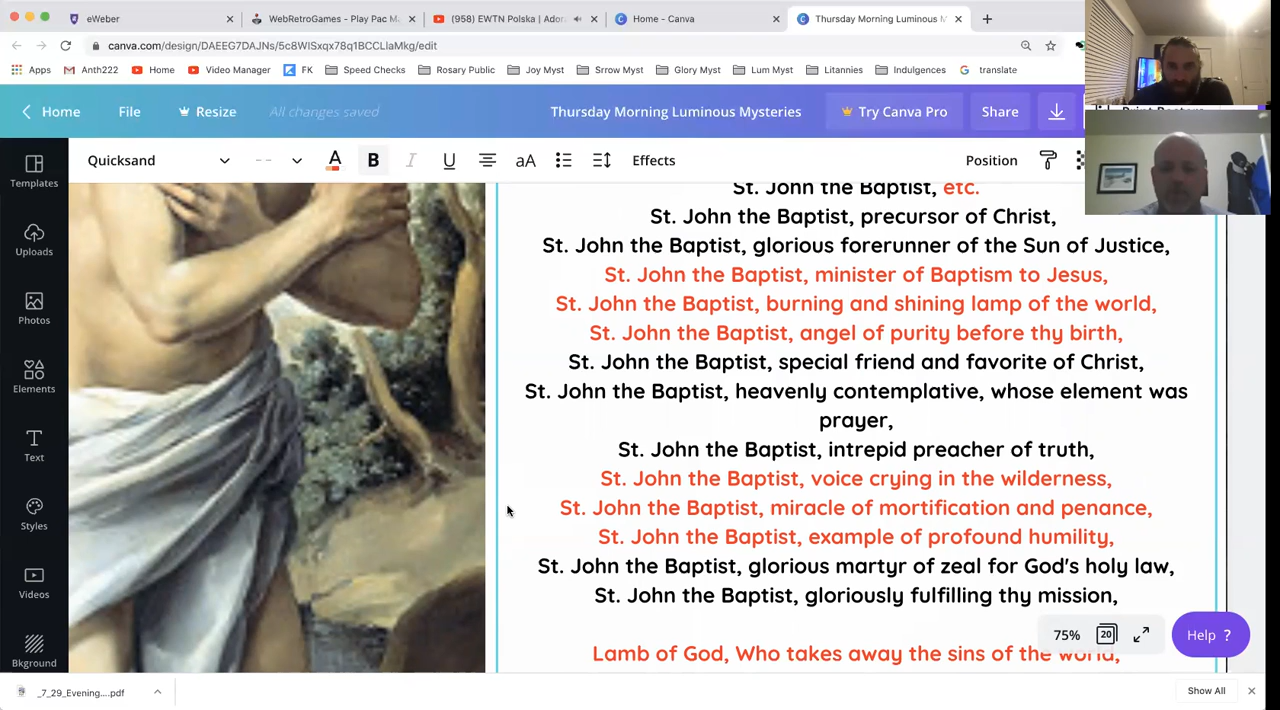 eWeber
WebRetroGames - Play Pac M
(958) EWTN Polska | Ador
Home - Canva
Thursday Morning Luminous M
canva.com/design/DAEEG7DAJNs/5c8WlSxqx78q1BCCLlaMkg/edit
Apps Anth222 Home Video Manager FK Speed Checks Rosary Public Joy Myst Srrow Myst Glory Myst Lum Myst Litannies Indulgences translate
Home File Resize All changes saved Thursday Morning Luminous Mysteries Try Canva Pro Share
Quicksand -- A B I U aA Effects Position
Templates
Uploads
Photos
Elements
Text
Styles
Videos
Bkground
St. John the Baptist, etc.
St. John the Baptist, precursor of Christ,
St. John the Baptist, glorious forerunner of the Sun of Justice,
St. John the Baptist, minister of Baptism to Jesus,
St. John the Baptist, burning and shining lamp of the world,
St. John the Baptist, angel of purity before thy birth,
St. John the Baptist, special friend and favorite of Christ,
St. John the Baptist, heavenly contemplative, whose element was
prayer,
St. John the Baptist, intrepid preacher of truth,
St. John the Baptist, voice crying in the wilderness,
St. John the Baptist, miracle of mortification and penance,
St. John the Baptist, example of profound humility,
St. John the Baptist, glorious martyr of zeal for God's holy law,
St. John the Baptist, gloriously fulfilling thy mission,
Lamb of God, Who takes away the sins of the world,
75% 20 Help ?
_7_29_Evening....pdf
Show All